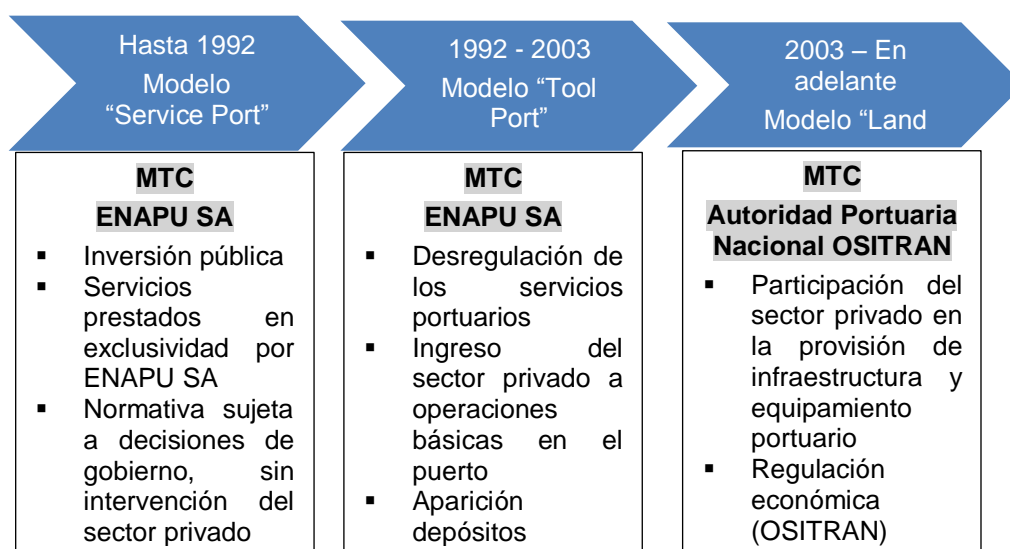 Hasta 1992
Modelo
“Service Port”
MTC
ENAPU SA
▪ Inversión pública
▪ Servicios
prestados en
exclusividad por
ENAPU SA
▪ Normativa sujeta
a decisiones de
gobierno, sin
intervención del
sector privado
1992 - 2003
Modelo “Tool
Port”
MTC
ENAPU SA
▪ Desregulación de
los servicios
portuarios
▪ Ingreso del
sector privado a
operaciones
básicas en el
puerto
▪ Aparición
depósitos
2003 – En
adelante
Modelo “Land
MTC
Autoridad Portuaria
Nacional OSITRAN
▪ Participación del
sector privado en
la provisión de
infraestructura y
equipamiento
portuario
▪ Regulación
económica
(OSITRAN)